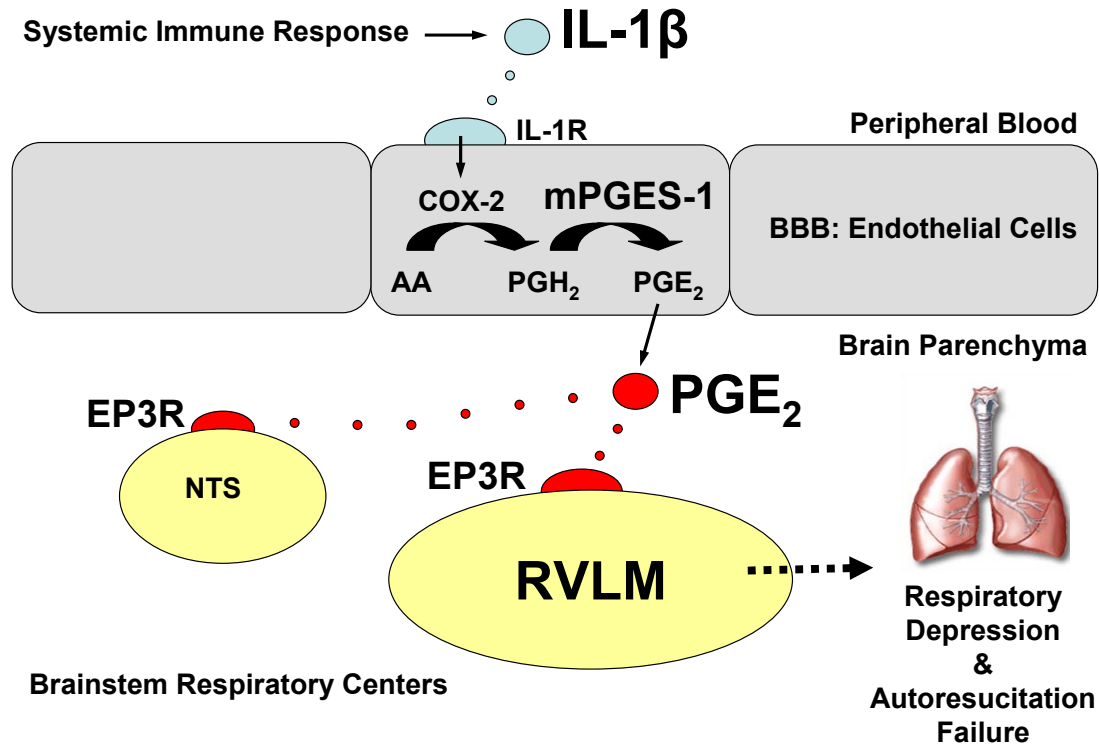 Systemic Immune Response
IL-1β
IL-1R
Peripheral Blood
COX-2
mPGES-1
BBB: Endothelial Cells
AA
PGH₂
PGE₂
Brain Parenchyma
PGE₂
EP3R
NTS
EP3R
RVLM
Respiratory
Depression
&
Autoresucitation
Failure
Brainstem Respiratory Centers